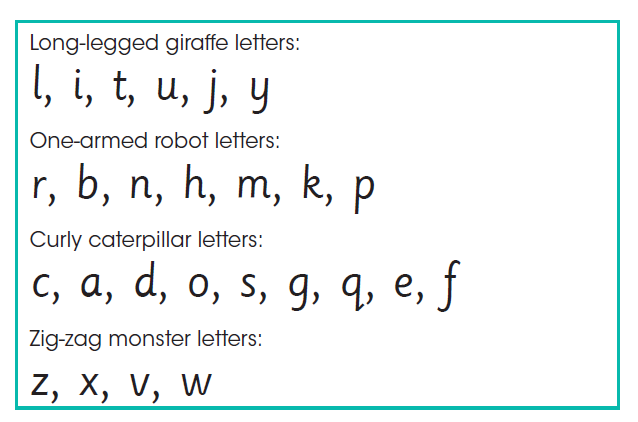 Long-legged giraffe letters:
l, i, t, u, j, y
One-armed robot letters:
r, b, n, h, m, k, p
Curly caterpillar letters:
c, a, d, o, s, g, q, e, f
Zig-zag monster letters:
z, x, v, w